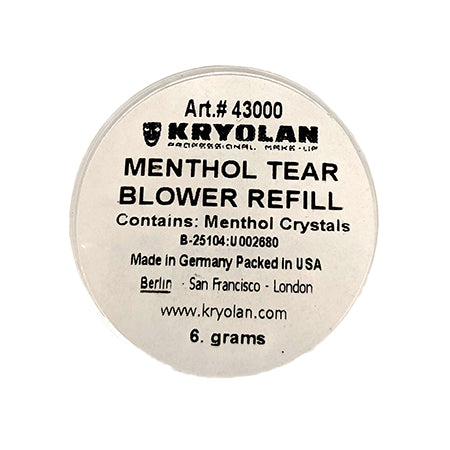 Art.# 43000
KRYOLAN
PROFESSIONAL MAKE-UP
MENTHOL TEAR
BLOWER REFILL
Contains: Menthol Crystals
B-25104:U002680
Made in Germany Packed in USA
Berlin - San Francisco - London
www.kryolan.com
6. grams